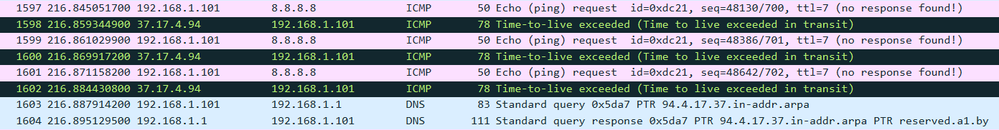 1597 216.845051700 192.168.1.101 8.8.8.8 ICMP 50 Echo (ping) request id=0xdc21, seq=48130/700, ttl=7 (no response found!)
1598 216.859344900 37.17.4.94 192.168.1.101 ICMP 78 Time-to-live exceeded (Time to live exceeded in transit)
1599 216.861029900 192.168.1.101 8.8.8.8 ICMP 50 Echo (ping) request id=0xdc21, seq=48386/701, ttl=7 (no response found!)
1600 216.869917200 37.17.4.94 192.168.1.101 ICMP 78 Time-to-live exceeded (Time to live exceeded in transit)
1601 216.871158200 192.168.1.101 8.8.8.8 ICMP 50 Echo (ping) request id=0xdc21, seq=48642/702, ttl=7 (no response found!)
1602 216.884430800 37.17.4.94 192.168.1.101 ICMP 78 Time-to-live exceeded (Time to live exceeded in transit)
1603 216.887914200 192.168.1.101 192.168.1.1 DNS 83 Standard query 0x5da7 PTR 94.4.17.37.in-addr.arpa
1604 216.895129500 192.168.1.1 192.168.1.101 DNS 111 Standard query response 0x5da7 PTR 94.4.17.37.in-addr.arpa PTR reserved.a1.by